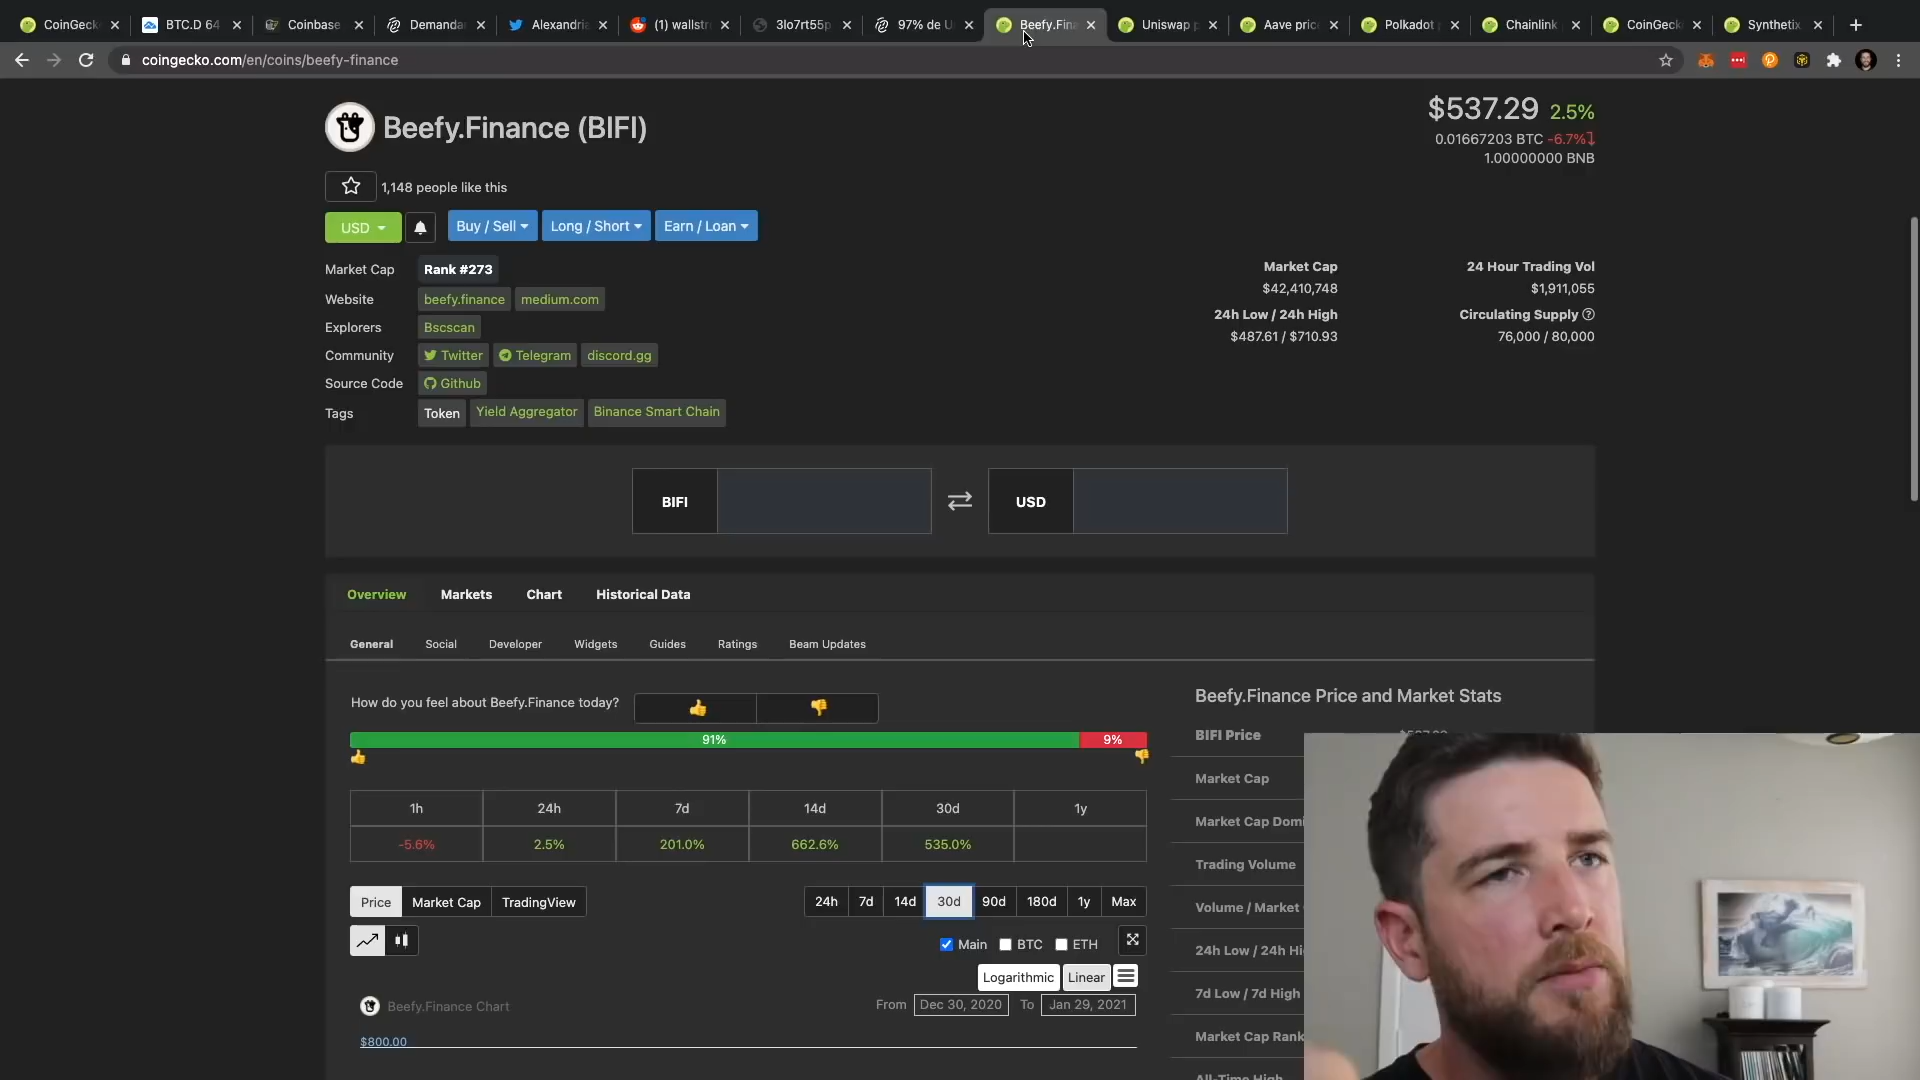 CoinGeck
BTC.D 64
Coinbase
Demanda
Alexandria
(1) wallstr
3lo7rt55p
97% de U
Beefy.Fina
Uniswap p
Aave price
Polkadot
Chainlink
CoinGeck
Synthetix
coingecko.com/en/coins/beefy-finance
Beefy.Finance (BIFI)
$537.29 2.5%
0.01667203 BTC -6.7%
1.00000000 BNB
1,148 people like this
USD
Buy / Sell
Long / Short
Earn / Loan
Market Cap Rank #273
Website beefy.finance medium.com
Explorers Bscscan
Community Twitter Telegram discord.gg
Source Code Github
Tags Token Yield Aggregator Binance Smart Chain
Market Cap
$42,410,748
24 Hour Trading Vol
$1,911,055
24h Low / 24h High
$487.61 / $710.93
Circulating Supply
76,000 / 80,000
BIFI
USD
Overview Markets Chart Historical Data
General Social Developer Widgets Guides Ratings Beam Updates
How do you feel about Beefy.Finance today?
91% 9%
1h 24h 7d 14d 30d 1y
-5.6% 2.5% 201.0% 662.6% 535.0%
Price Market Cap TradingView
24h 7d 14d 30d 90d 180d 1y Max
Main BTC ETH
Logarithmic Linear
Beefy.Finance Chart
From Dec 30, 2020 To Jan 29, 2021
$800.00
Beefy.Finance Price and Market Stats
BIFI Price
Market Cap
Market Cap Domi
Trading Volume
Volume / Market
24h Low / 24h Hi
7d Low / 7d High
Market Cap Rank
All-Time High